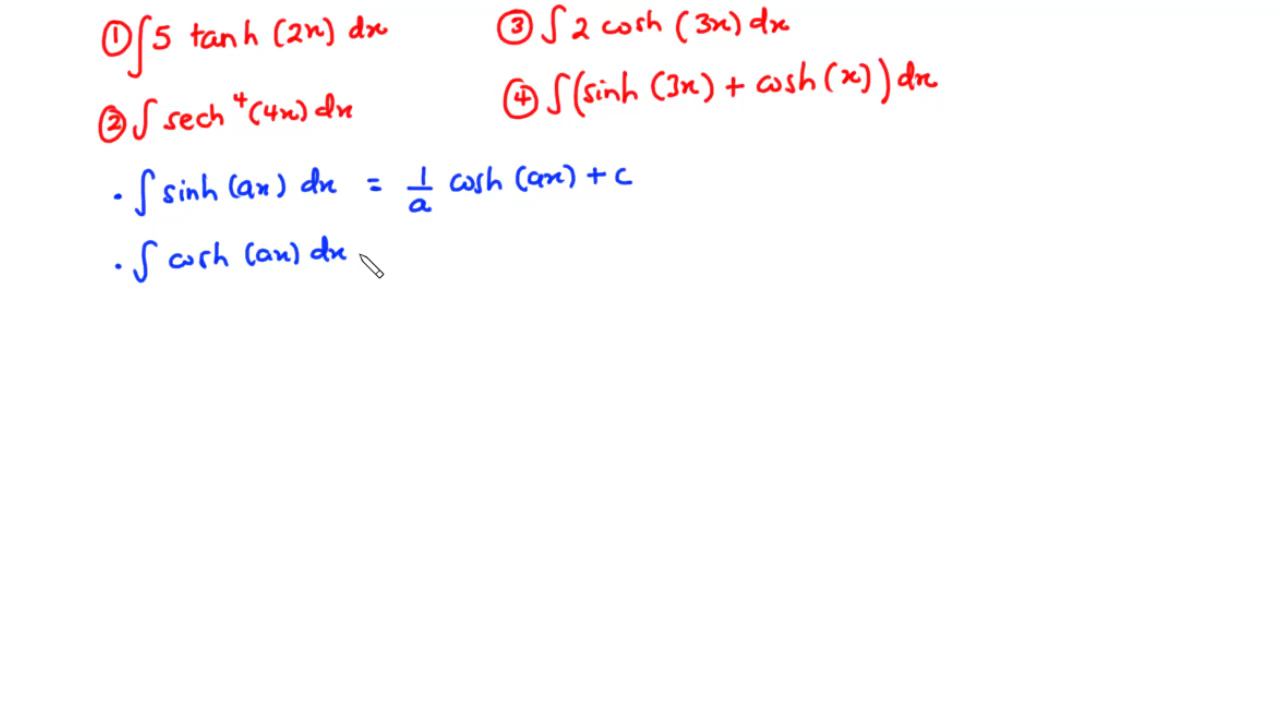 ① ∫ 5 tanh (2x) dx
② ∫ sech⁴ (4x) dx
③ ∫ 2 cosh (3x) dx
④ ∫ (sinh (3x) + cosh (x)) dx
• ∫ sinh (ax) dx = 1/a cosh (ax) + c
• ∫ cosh (ax) dx